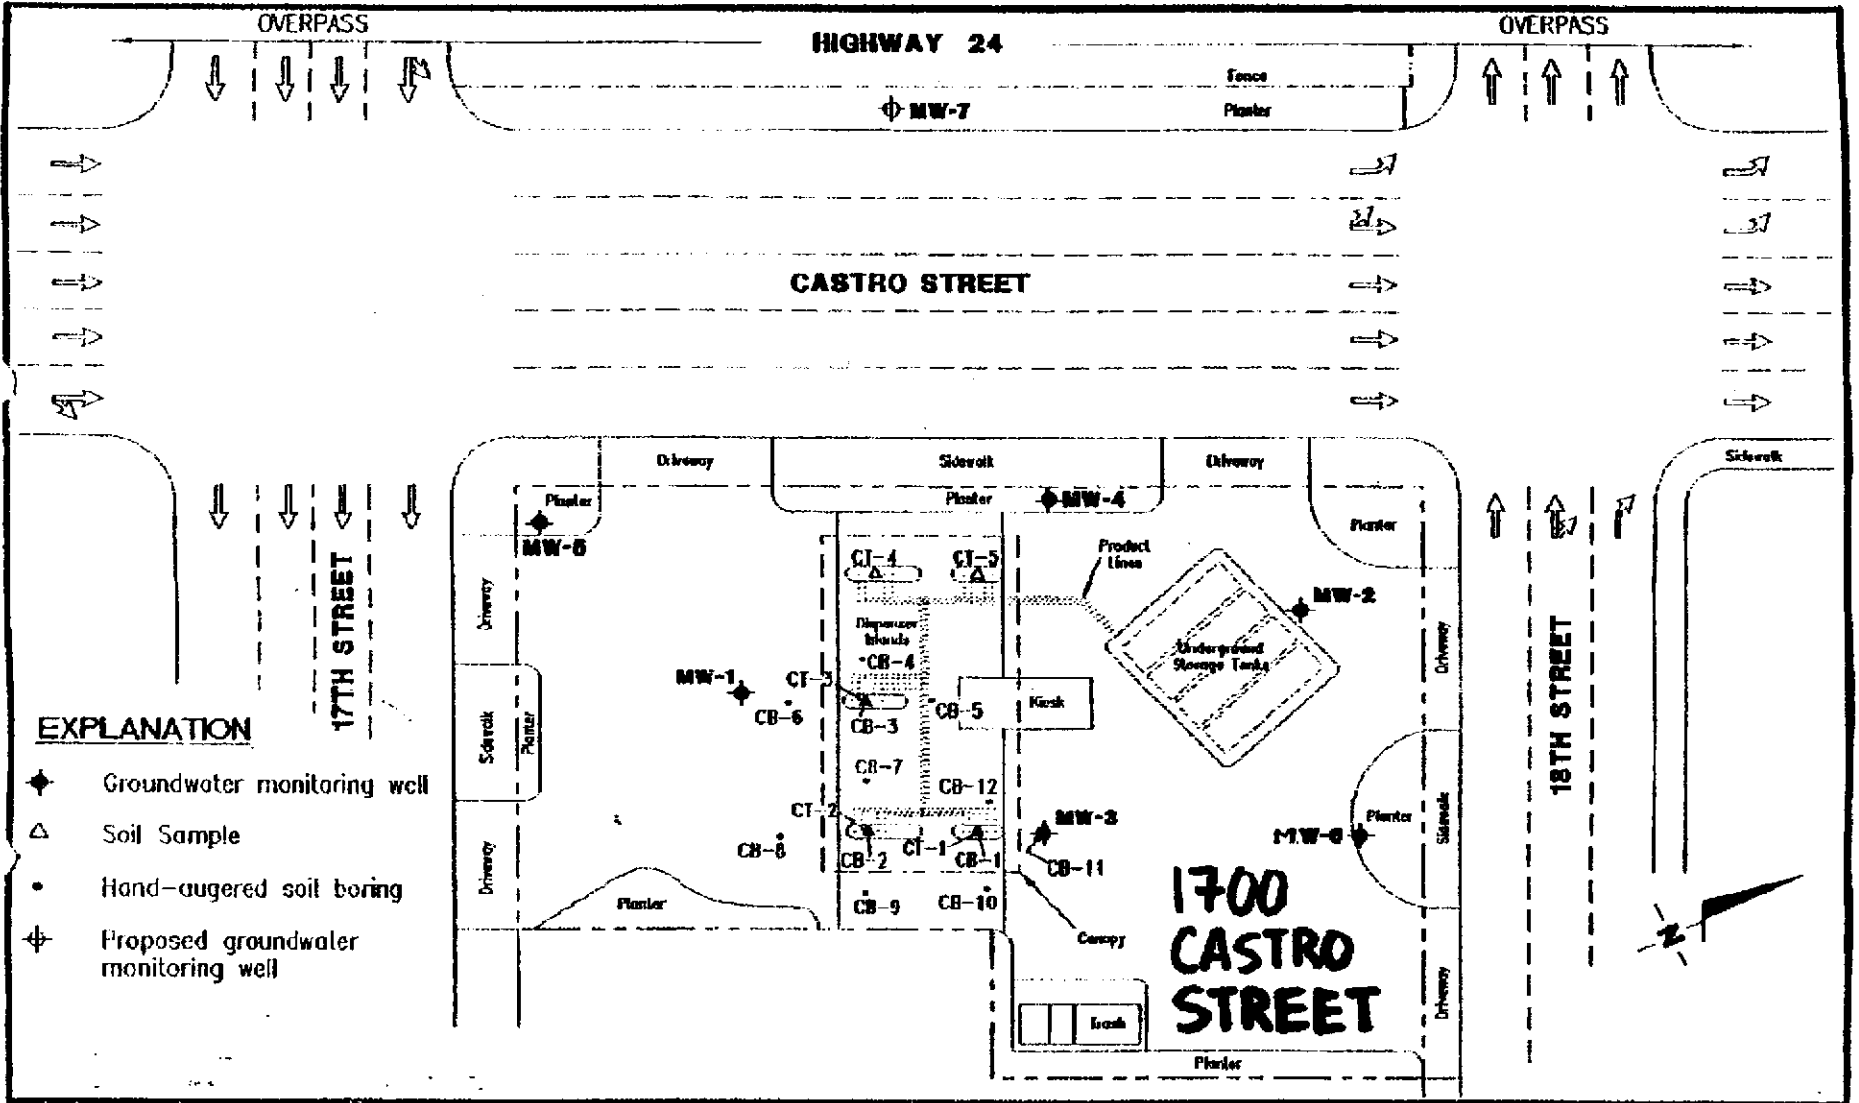 OVERPASS
HIGHWAY 24
OVERPASS
Fence
MW-7
Planter
CASTRO STREET
Driveway
Sidewalk
Driveway
Sidewalk
Planter
Planter
MW-4
Planter
MW-5
CT-4
CT-5
Product
Lines
17TH STREET
Driveway
MW-2
Dispenser
Islands
Underground
Storage Tanks
Driveway
18TH STREET
CB-4
MW-1
CT-3
CB-6
CB-3
CB-5
Kiosk
EXPLANATION
Sidewalk
Planter
Groundwater monitoring well
CB-7
CB-12
CT-2
MW-3
MW-6
Planter
Sidewalk
Soil Sample
Driveway
CB-8
CB-2
CT-1
CB-1
CB-11
Hand-augered soil boring
Planter
CB-9
CB-10
1700
CASTRO
STREET
Canopy
N
Proposed groundwater
monitoring well
Driveway
Trash
Planter